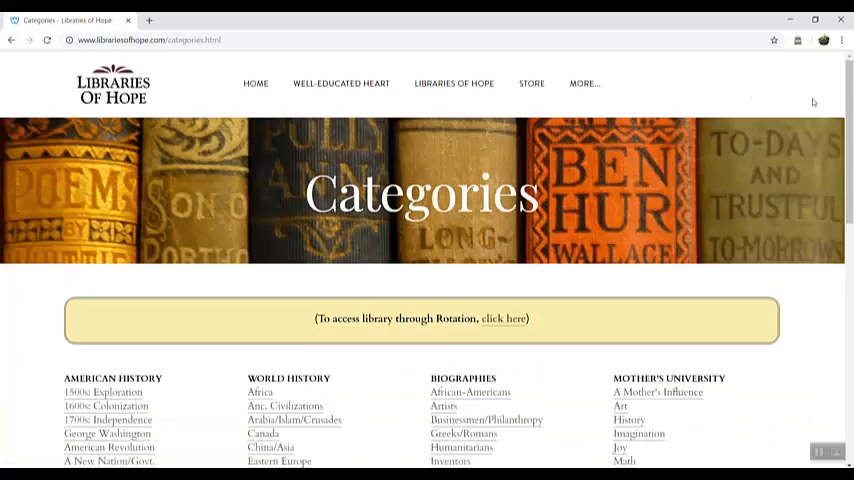 Categories - Libraries of Hope
www.librariesofhope.com/categories.html
LIBRARIES OF HOPE
HOME WELL-EDUCATED HEART LIBRARIES OF HOPE STORE MORE...
POEMS
BY
SON O
LONG-
BEN
HUR
WALLACE
TO-DAYS
AND
TRUSTFUL
TO-MORROWS
Categories
(To access library through Rotation, click here)
AMERICAN HISTORY
1500s: Exploration
1600s: Colonization
1700s: Independence
George Washington
American Revolution
A New Nation/Govt.
WORLD HISTORY
Africa
Anc. Civilizations
Arabia/Islam/Crusades
Canada
China/Asia
Eastern Europe
BIOGRAPHIES
African-Americans
Artists
Businessmen/Philanthropy
Greeks/Romans
Humanitarians
Inventors
MOTHER'S UNIVERSITY
A Mother's Influence
Art
History
Imagination
Joy
Math